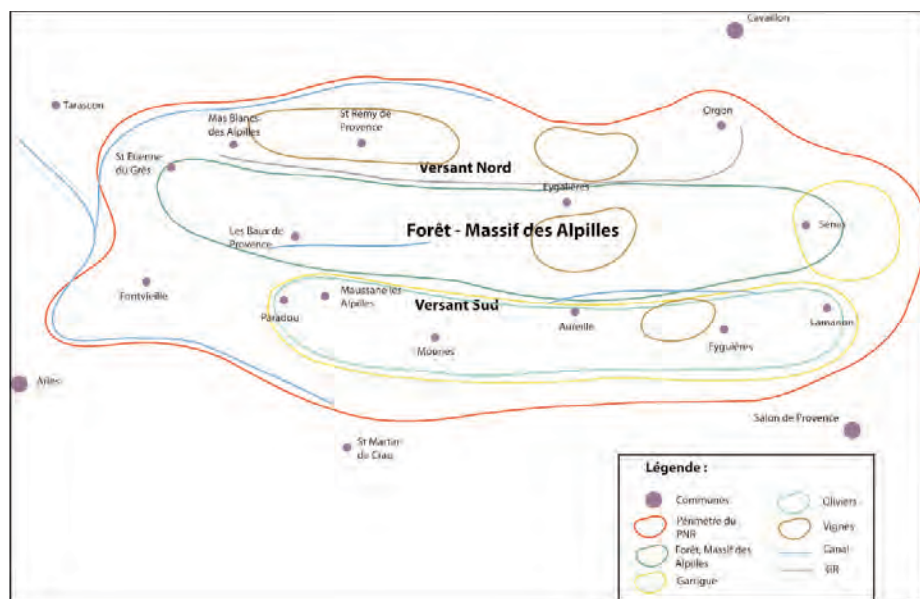 Cavaillon
Tarascon
Orgon
Mas Blancs
des Alpilles
St Rémy de
Provence
St Etienne
du Grès
Versant Nord
Eygalières
Les Baux de
Provence
Forêt - Massif des Alpilles
Sénas
Fontvieille
Maussane les
Alpilles
Paradou
Versant Sud
Aureille
Lamanon
Mouries
Eyguières
Arles
Salon de Provence
St Martin
de Crau
Légende :
Communes
Périmètre du
PNR
Forêt, Massif des
Alpilles
Garrigue
Oliviers
Vignes
Canal